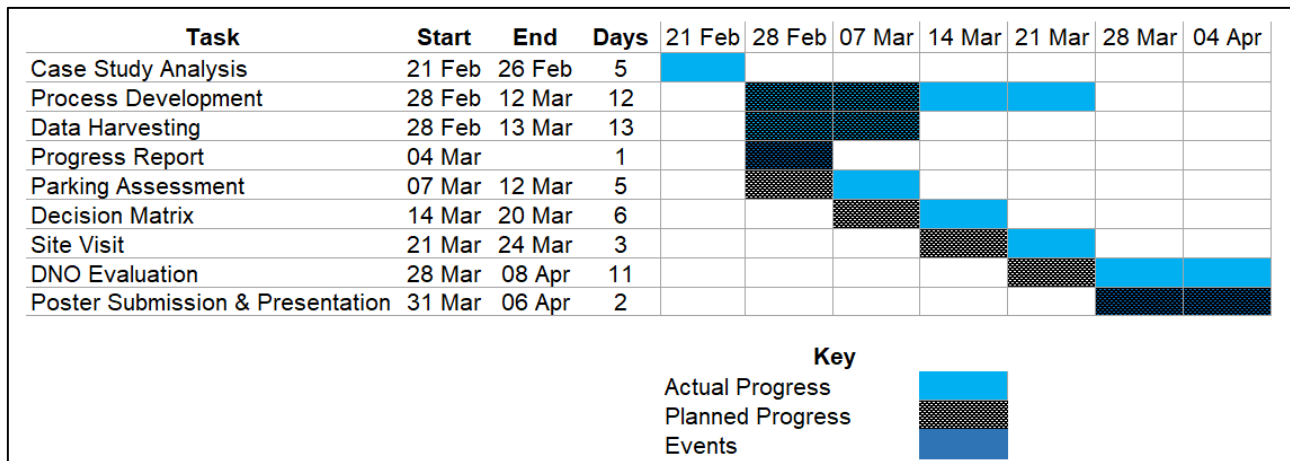 Task Start End Days 21 Feb 28 Feb 07 Mar 14 Mar 21 Mar 28 Mar 04 Apr
Case Study Analysis 21 Feb 26 Feb 5
Process Development 28 Feb 12 Mar 12
Data Harvesting 28 Feb 13 Mar 13
Progress Report 04 Mar 1
Parking Assessment 07 Mar 12 Mar 5
Decision Matrix 14 Mar 20 Mar 6
Site Visit 21 Mar 24 Mar 3
DNO Evaluation 28 Mar 08 Apr 11
Poster Submission & Presentation 31 Mar 06 Apr 2
Key
Actual Progress
Planned Progress
Events